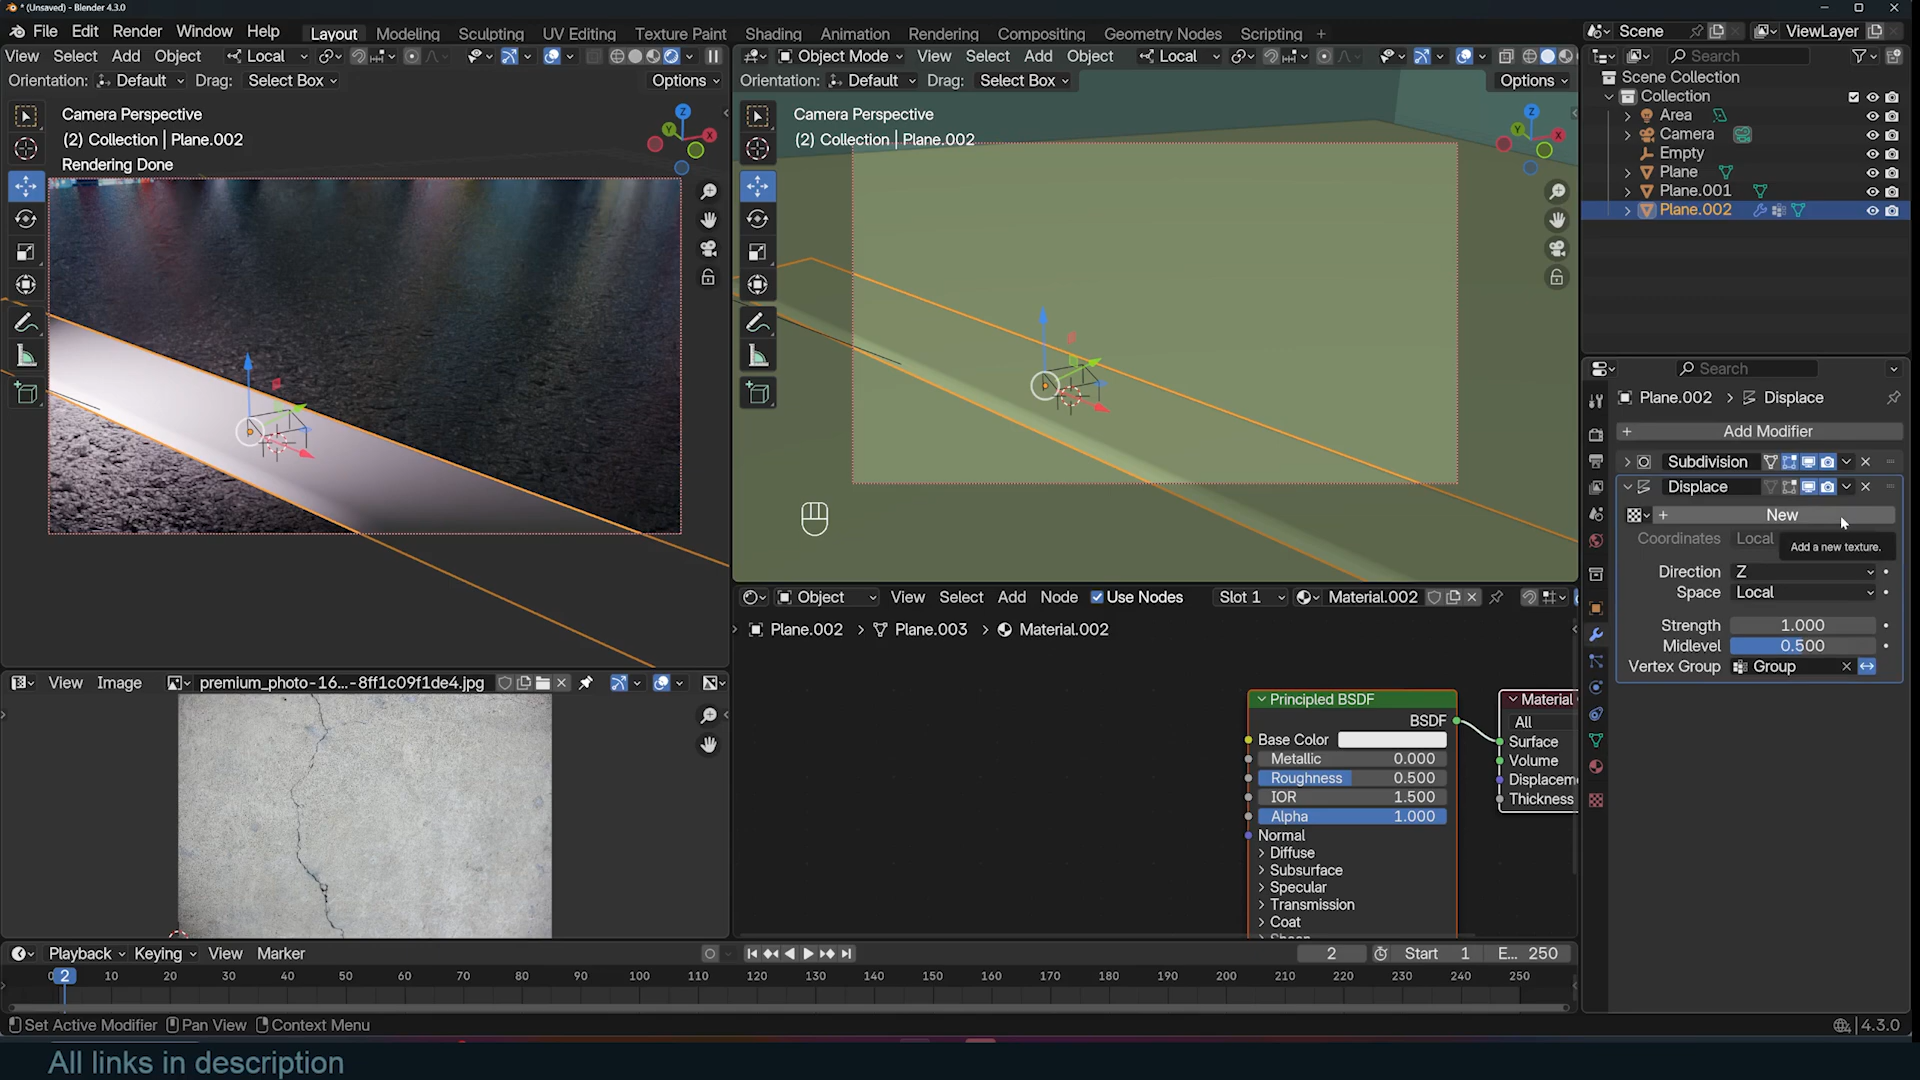 * (Unsaved) - Blender 4.3.0
File Edit Render Window Help
Layout Modeling Sculpting UV Editing Texture Paint Shading Animation Rendering Compositing Geometry Nodes Scripting +
Scene
ViewLayer
View Select Add Object
Local
Object Mode
View Select Add Object
Local
Search
Orientation: Default Drag: Select Box Options
Orientation: Default Drag: Select Box Options
Scene Collection
Collection
Area
Camera
Empty
Plane
Plane.001
Plane.002
Camera Perspective
(2) Collection | Plane.002
Rendering Done
Z
Y
X
Camera Perspective
(2) Collection | Plane.002
Z
Y
X
Search
Plane.002 > Displace
+ Add Modifier
Subdivision
Displace
+ New
Coordinates Local
Add a new texture.
Direction Z
Space Local
Strength 1.000
Midlevel 0.500
Vertex Group Group
Object View Select Add Node Use Nodes Slot 1 Material.002
Plane.002 > Plane.003 > Material.002
Principled BSDF
BSDF
Base Color
Metallic 0.000
Roughness 0.500
IOR 1.500
Alpha 1.000
Normal
Diffuse
Subsurface
Specular
Transmission
Coat
Material
All
Surface
Volume
Displaceme
Thickness
View Image premium_photo-16...-8ff1c09f1de4.jpg
Playback Keying View Marker
2 Start 1 E... 250
0 2 10 20 30 40 50 60 70 80 90 100 110 120 130 140 150 160 170 180 190 200 210 220 230 240 250
Set Active Modifier Pan View Context Menu
4.3.0
All links in description